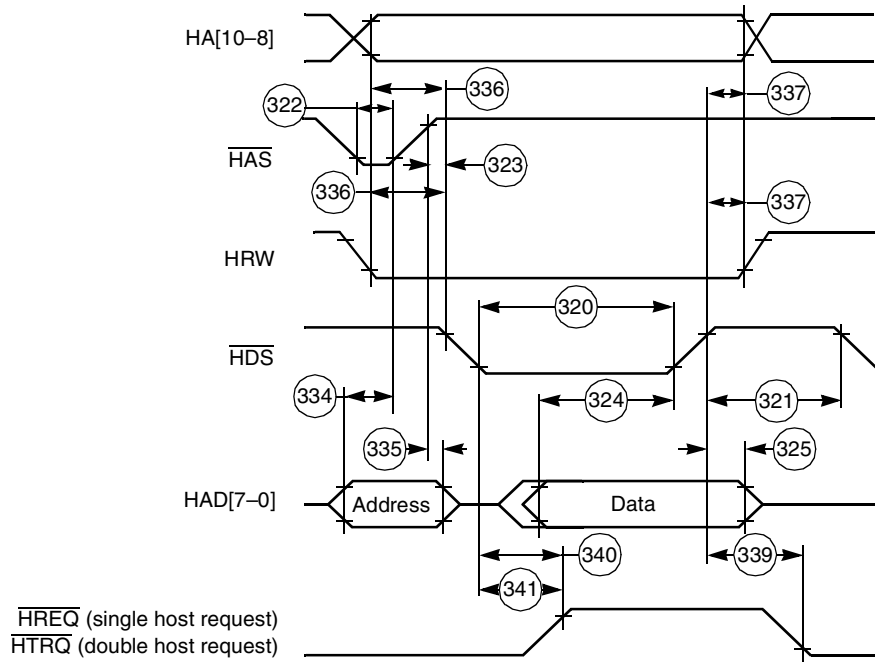 HA[10–8]
336
337
322
HAS
323
336
337
HRW
320
HDS
334
324
321
335
325
HAD[7–0]
Address
Data
340
339
341
HREQ (single host request)
HTRQ (double host request)